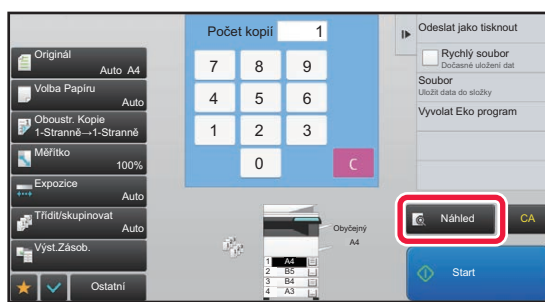 Originál
Auto A4
Volba Papíru
Auto
Oboustr. Kopie
1-Stranně→1-Stranně
Měřítko
100%
Expozice
Auto
Třídit/skupinovat
Auto
Výst.Zásob.
Ostatní
Počet kopií 1
7 8 9
4 5 6
1 2 3
0 C
Obyčejný
A4
1 A4
2 B5
3 B4
4 A3
Odeslat jako tisknout
Rychlý soubor
Dočasné uložení dat
Soubor
Uložit data do složky
Vyvolat Eko program
Náhled
CA
Start